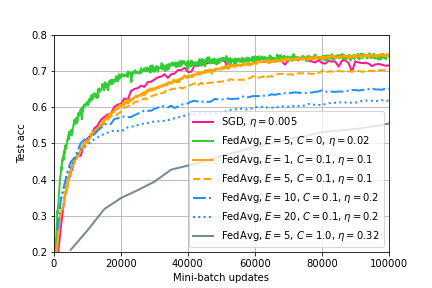 0.8
0.7
0.6
0.5
0.4
0.3
0.2
Test acc
SGD, η = 0.005
FedAvg, E = 5, C = 0, η = 0.02
FedAvg, E = 1, C = 0.1, η = 0.1
FedAvg, E = 5, C = 0.1, η = 0.1
FedAvg, E = 10, C = 0.1, η = 0.2
FedAvg, E = 20, C = 0.1, η = 0.2
FedAvg, E = 5, C = 1.0, η = 0.32
0 20000 40000 60000 80000 100000
Mini-batch updates